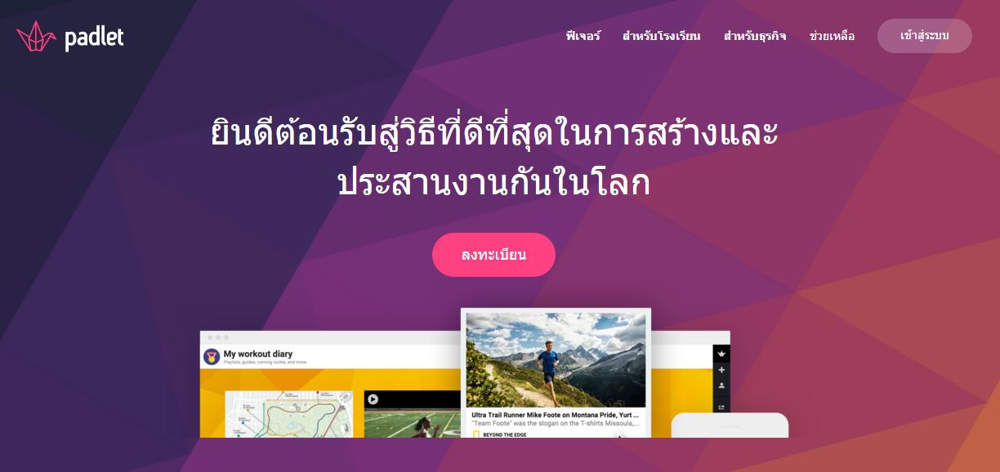 padlet
ฟีเจอร์ สำหรับโรงเรียน สำหรับธุรกิจ ช่วยเหลือ เข้าสู่ระบบ
ยินดีต้อนรับสู่วิธีที่ดีที่สุดในการสร้างและ
ประสานงานกันในโลก
ลงทะเบียน
My workout diary
Playlists, guides, running routes, and more.
Ultra Trail Runner Mike Foote on Montana Pride, Yurt ...
"Team Foote" was the slogan on the T-shirts Missoula,...
BEYOND THE EDGE